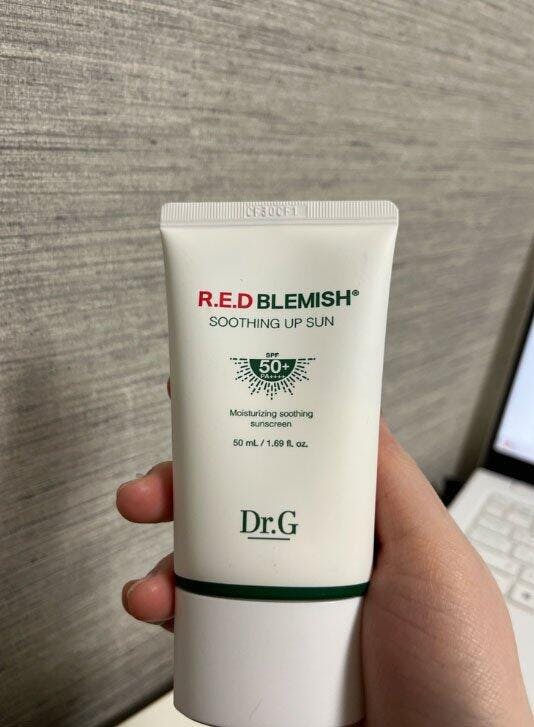 R.E.D BLEMISH®
SOOTHING UP SUN
SPF
50+
PA++++
Moisturizing soothing
sunscreen
50 mL / 1.69 fl. oz.
Dr.G